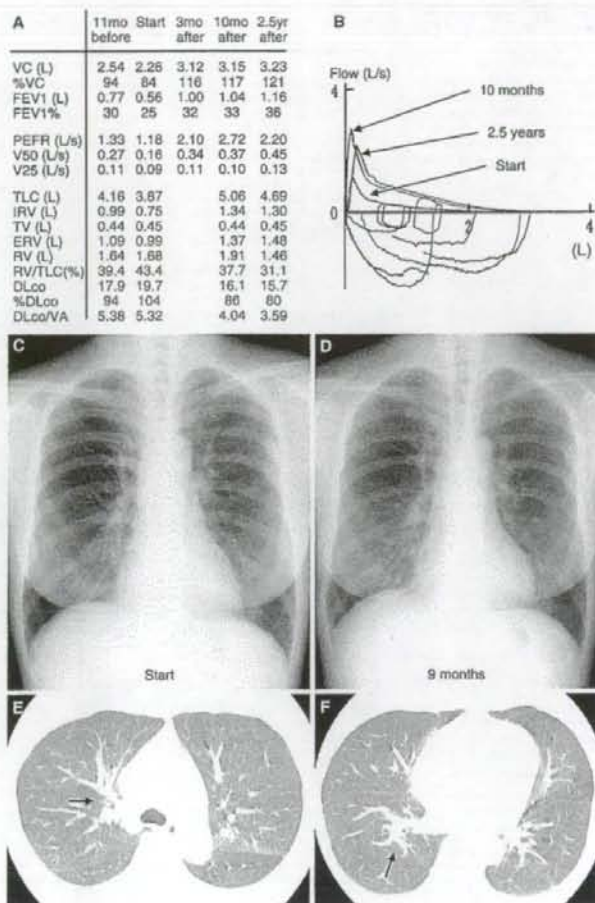 A 11mo Start 3mo 10mo 2.5yr
before after after after
VC (L) 2.54 2.26 3.12 3.15 3.23
%VC 94 84 116 117 121
FEV1 (L) 0.77 0.56 1.00 1.04 1.16
FEV1% 30 25 32 33 36
PEFR (L/s) 1.33 1.18 2.10 2.72 2.20
V50 (L/s) 0.27 0.16 0.34 0.37 0.45
V25 (L/s) 0.11 0.09 0.11 0.10 0.13
TLC (L) 4.16 3.87 5.06 4.69
IRV (L) 0.99 0.75 1.34 1.30
TV (L) 0.44 0.45 0.44 0.45
ERV (L) 1.09 0.99 1.37 1.48
RV (L) 1.64 1.68 1.91 1.46
RV/TLC(%) 39.4 43.4 37.7 31.1
DLco 17.9 19.7 16.1 15.7
%DLco 94 104 86 80
DLco/VA 5.38 5.32 4.04 3.59
B
Flow (L/s)
4
10 months
2.5 years
Start
0
2
4
(L)
C
Start
D
9 months
E
F